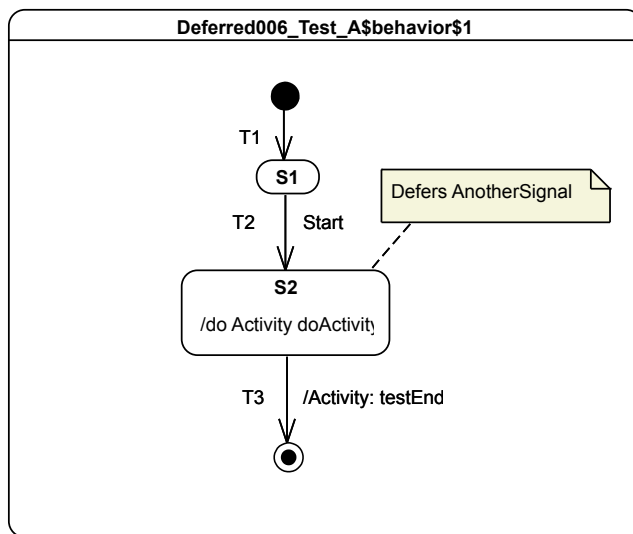 Deferred006_Test_A$behavior$1
T1
S1
Defers AnotherSignal
T2 Start
S2
/do Activity doActivity
T3 /Activity: testEnd